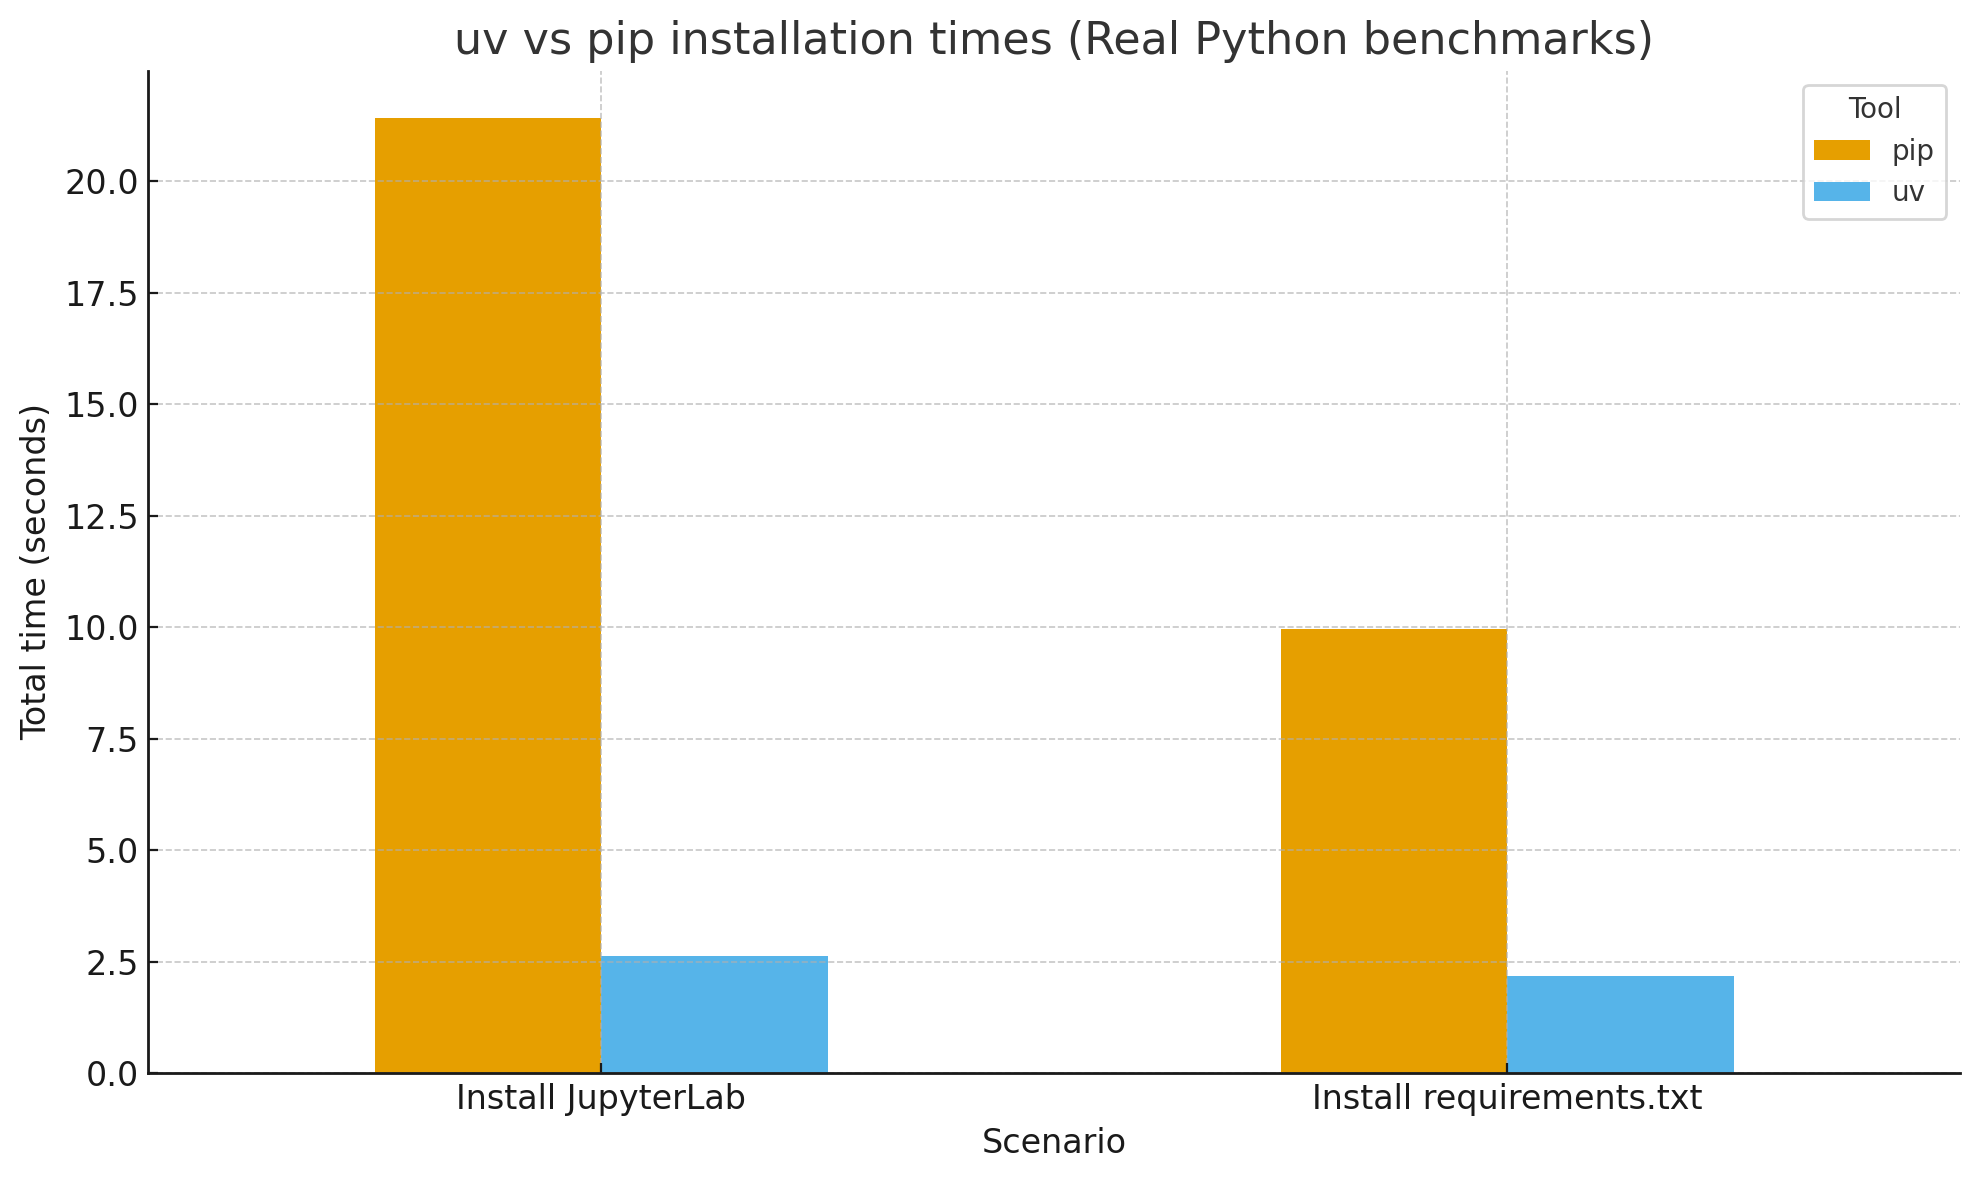 uv vs pip installation times (Real Python benchmarks)
Tool
pip
uv
Total time (seconds)
20.0
17.5
15.0
12.5
10.0
7.5
5.0
2.5
0.0
Install JupyterLab
Install requirements.txt
Scenario